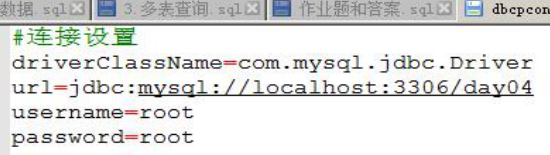 数据.sql 3.多表查询.sql 作业题和答案.sql dbcpcon
#连接设置
driverClassName=com.mysql.jdbc.Driver
url=jdbc:mysql://localhost:3306/day04
username=root
password=root